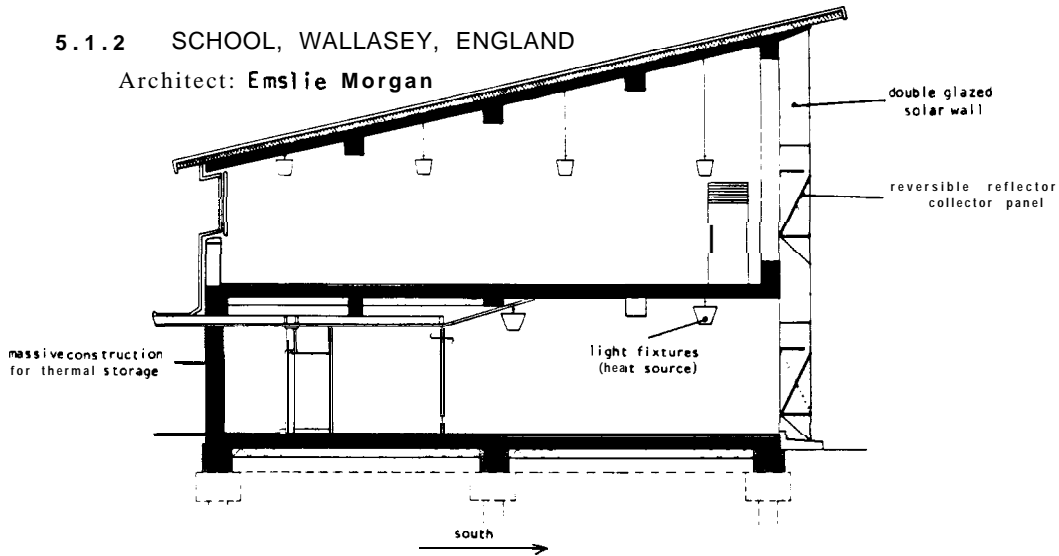 5.1.2 SCHOOL, WALLASEY, ENGLAND
Architect: Emslie Morgan
double glazed
solar wall
reversible reflector
collector panel
massive construction
for thermal storage
light fixtures
(heat source)
south